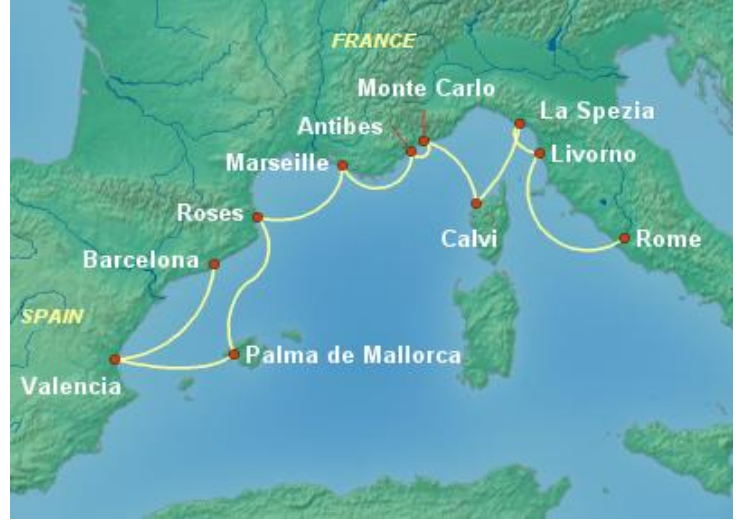 FRANCE
Monte Carlo
La Spezia
Antibes
Livorno
Marseille
Roses
Calvi
Rome
Barcelona
SPAIN
Palma de Mallorca
Valencia